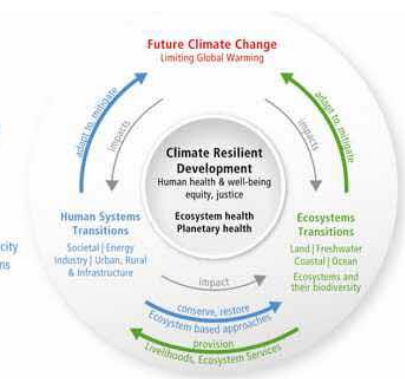 Future Climate Change
Limiting Global Warming
adapt to, mitigate
impacts
impacts
adapt to, mitigate
Climate Resilient
Development
Human health & well-being
equity, justice
Ecosystem health
Planetary health
Human Systems
Transitions
Societal | Energy
Industry | Urban, Rural
& Infrastructure
Ecosystems
Transitions
Land | Freshwater
Coastal | Ocean
Ecosystems and
their biodiversity
impact
conserve, restore
Ecosystem based approaches
provision
Livelihoods, Ecosystem Services